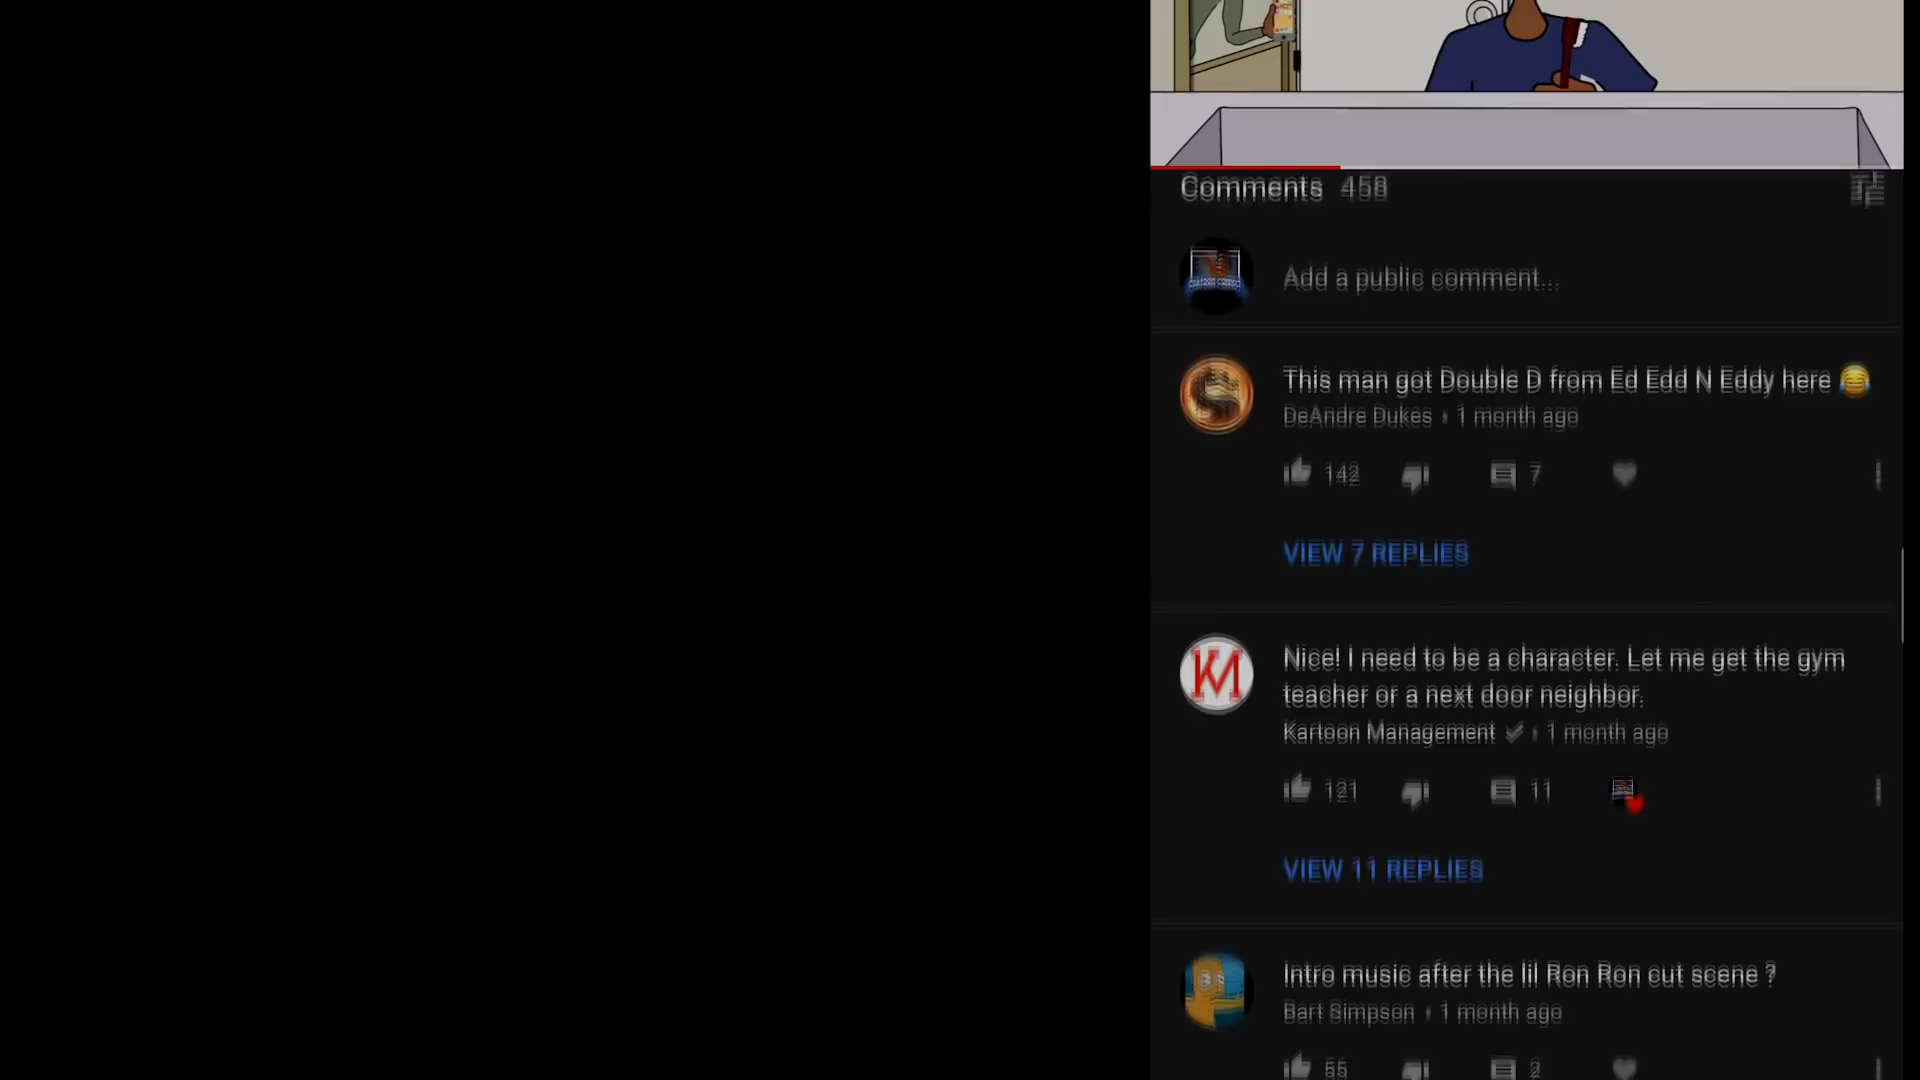 Comments 458
Add a public comment...
This man got Double D from Ed Edd N Eddy here 😂
DeAndre Dukes • 1 month ago
142 7
VIEW 7 REPLIES
KM
Nice! I need to be a character. Let me get the gym
teacher or a next door neighbor.
Kartoon Management ✔ • 1 month ago
121 11
VIEW 11 REPLIES
Intro music after the lil Ron Ron cut scene ?
Bart Simpson • 1 month ago
55 2